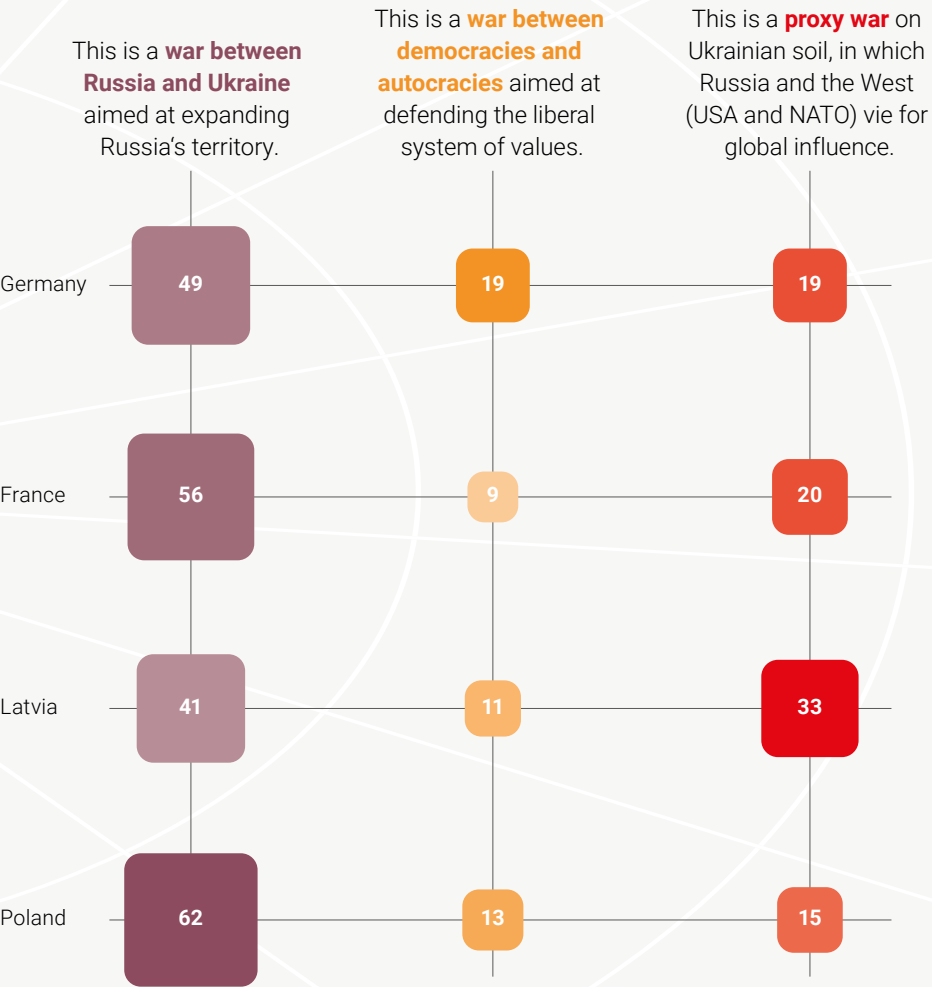 This is a war between
Russia and Ukraine
aimed at expanding
Russia‘s territory.
This is a war between
democracies and
autocracies aimed at
defending the liberal
system of values.
This is a proxy war on
Ukrainian soil, in which
Russia and the West
(USA and NATO) vie for
global influence.
Germany 49 19 19
France 56 9 20
Latvia 41 11 33
Poland 62 13 15